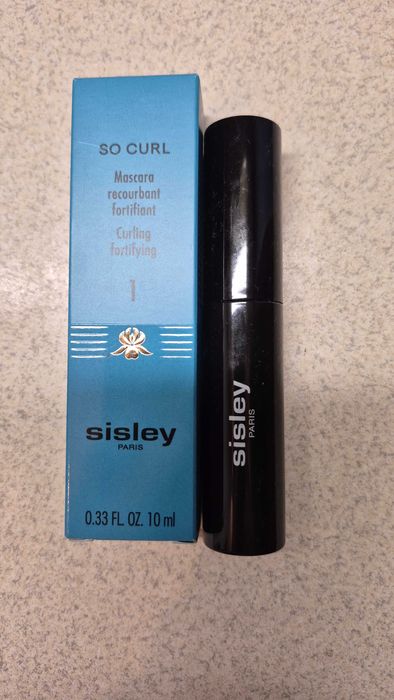 SO CURL
Mascara
recourbant
fortifiant
Curling
fortifying
1
sisley
PARIS
0.33 FL. OZ. 10 ml
sisley
PARIS